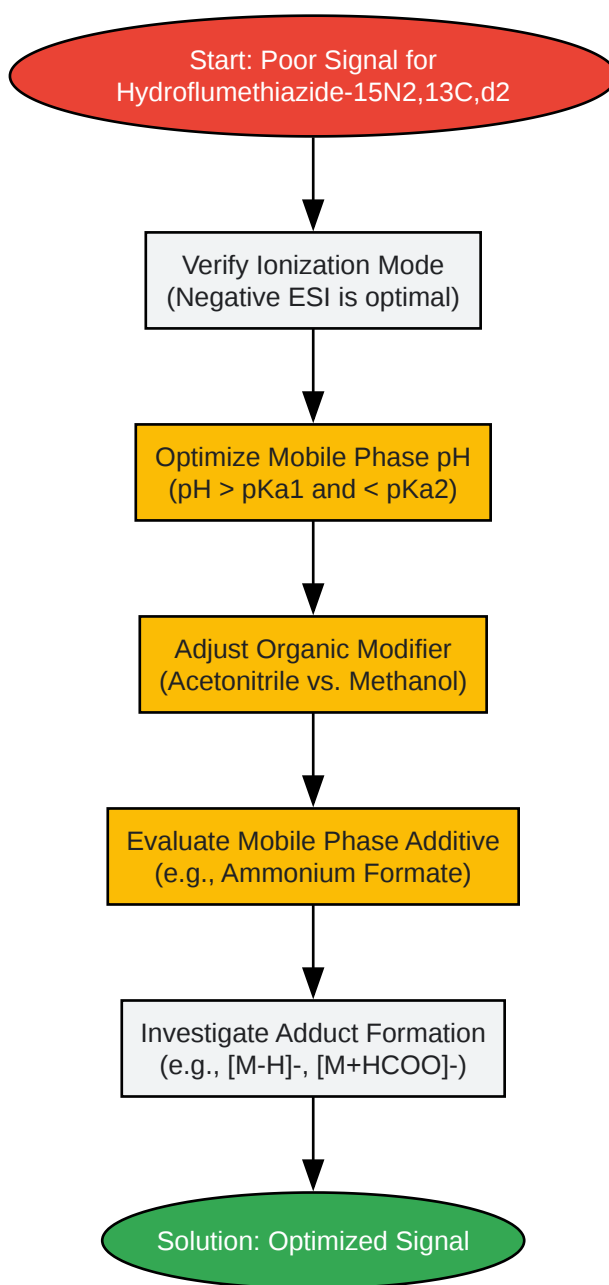 Start: Poor Signal for
Hydroflumethiazide-15N2,13C,d2
Verify Ionization Mode
(Negative ESI is optimal)
Optimize Mobile Phase pH
(pH > pKa1 and < pKa2)
Adjust Organic Modifier
(Acetonitrile vs. Methanol)
Evaluate Mobile Phase Additive
(e.g., Ammonium Formate)
Investigate Adduct Formation
(e.g., [M-H]-, [M+HCOO]-)
Solution: Optimized Signal